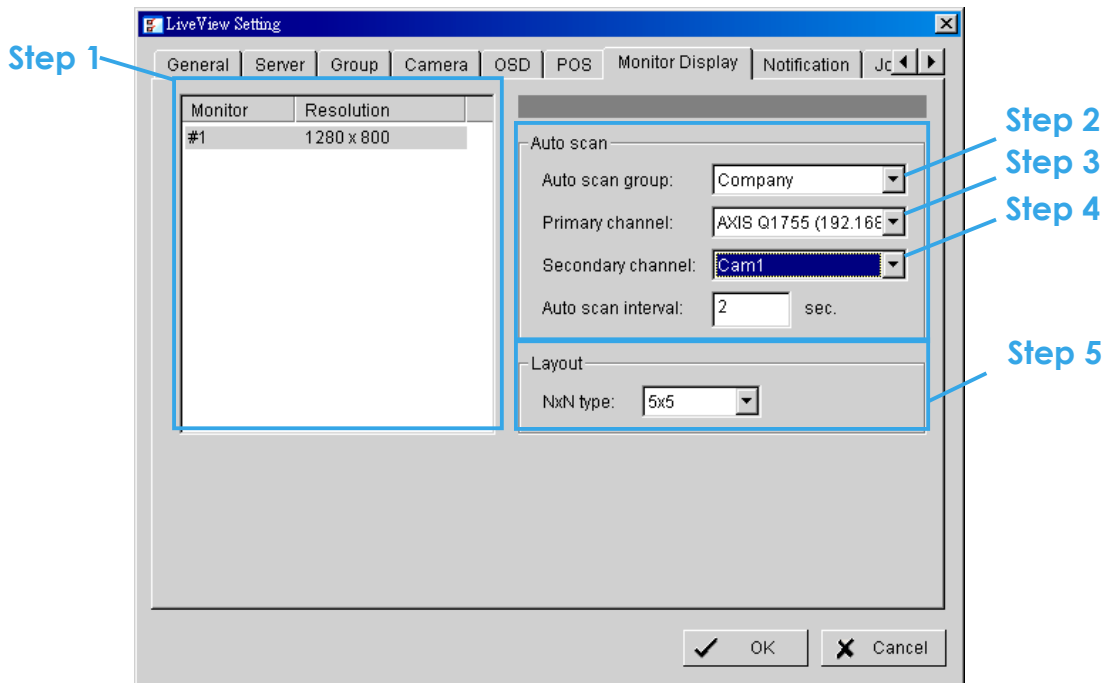 LiveView Setting
Step 1
General Server Group Camera OSD POS Monitor Display Notification
Monitor Resolution
#1 1280 x 800
Auto scan
Step 2
Auto scan group: Company
Step 3
Primary channel: AXIS Q1755 (192.168
Step 4
Secondary channel: Cam1
Auto scan interval: 2 sec.
Step 5
Layout
NxN type: 5x5
OK Cancel